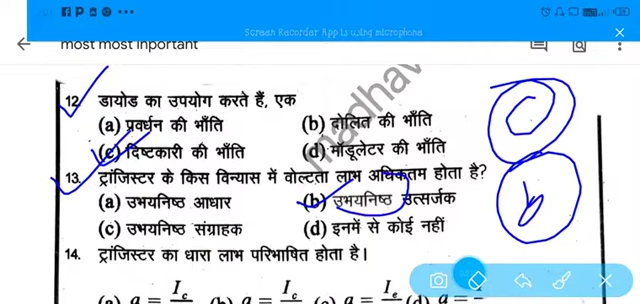 Screen Recorder App is using microphone
most most inportant
12. डायोड का उपयोग करते हैं, एक
(a) प्रवर्धन की भाँति (b) दोलित की भाँति
(c) दिष्टकारी की भाँति (d) मॉडूलेटर की भाँति
13. ट्रांजिस्टर के किस विन्यास में वोल्टता लाभ अधिकतम होता है?
(a) उभयनिष्ठ आधार (b) उभयनिष्ठ उत्सर्जक
(c) उभयनिष्ठ संग्राहक (d) इनमें से कोई नहीं
14. ट्रांजिस्टर का धारा लाभ परिभाषित होता है।
madhav
b